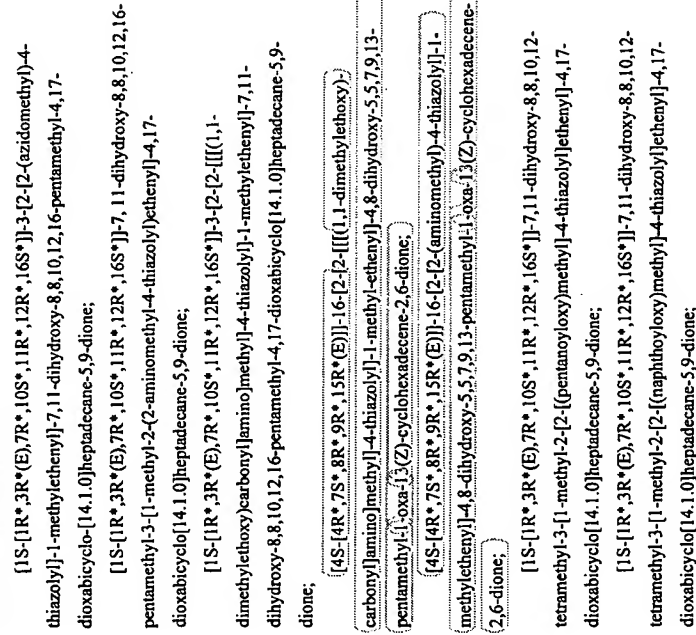 [1S-[1R*,3R*(E),7R*,10S*,11R*,12R*,16S*]]-3-[2-[2-(azidomethyl)-4-
thiazolyl]-1-methylethenyl]-7,11-dihydroxy-8,8,10,12,16-pentamethyl-4,17-
dioxabicyclo-[14.1.0]heptadecane-5,9-dione;
[1S-[1R*,3R*(E),7R*,10S*,11R*,12R*,16S*]]-7, 11-dihydroxy-8,8,10,12,16-
pentamethyl-3-[1-methyl-2-(2-aminomethyl-4-thiazolyl)ethenyl]-4,17-
dioxabicyclo[14.1.0]heptadecane-5,9-dione;
[1S-[1R*,3R*(E),7R*,10S*,11R*,12R*,16S*]]-3-[2-[2-[[[(1,1-
dimethylethoxy)carbonyl]amino]methyl]-4-thiazolyl]-1-methylethenyl]-7,11-
dihydroxy-8,8,10,12,16-pentamethyl-4,17-dioxabicyclo[14.1.0]heptadecane-5,9-
dione;
[4S-[4R*,7S*,8R*,9R*,15R*(E)]]-16-[2-[2-[[[(1,1-dimethylethoxy)-
carbonyl]amino]methyl]-4-thiazolyl]-1-methyl-ethenyl]-4,8-dihydroxy-5,5,7,9,13-
pentamethyl-1-oxa-13(Z)-cyclohexadecene-2,6-dione;
[4S-[4R*,7S*,8R*,9R*,15R*(E)]]-16-[2-[2-(aminomethyl)-4-thiazolyl]-1-
methylethenyl]-4,8-dihydroxy-5,5,7,9,13-pentamethyl-1-oxa-13(Z)-cyclohexadecene-
2,6-dione;
[1S-[1R*,3R*(E),7R*,10S*,11R*,12R*,16S*]]-7,11-dihydroxy-8,8,10,12-
tetramethyl-3-[1-methyl-2-[2-[(pentanoyloxy)methyl]-4-thiazolyl]ethenyl]-4,17-
dioxabicyclo[14.1.0]heptadecane-5,9-dione;
[1S-[1R*,3R*(E),7R*,10S*,11R*,12R*,16S*]]-7,11-dihydroxy-8,8,10,12-
tetramethyl-3-[1-methyl-2-[2-[(naphthoyloxy)methyl]-4-thiazolyl]ethenyl]-4,17-
dioxabicyclo[14.1.0]heptadecane-5,9-dione;